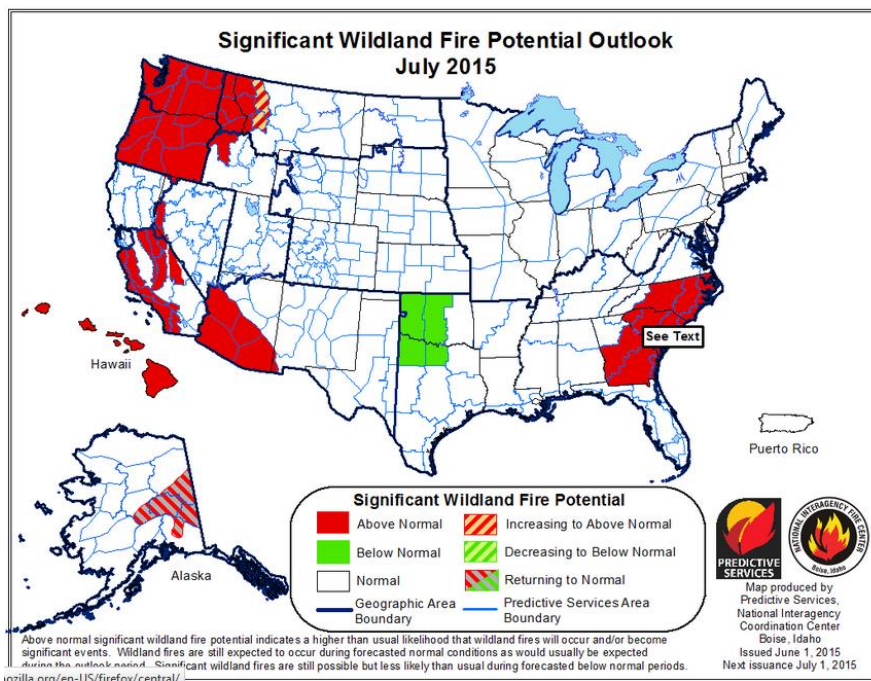 Significant Wildland Fire Potential Outlook
July 2015
See Text
Hawaii
Puerto Rico
Alaska
Significant Wildland Fire Potential
Above Normal
Increasing to Above Normal
Below Normal
Decreasing to Below Normal
Normal
Returning to Normal
Geographic Area
Boundary
Predictive Services Area
Boundary
PREDICTIVE
SERVICES
NATIONAL INTERAGENCY FIRE CENTER
Boise, Idaho
Map produced by
Predictive Services,
National Interagency
Coordination Center
Boise, Idaho
Issued June 1, 2015
Next issuance July 1, 2015
Above normal significant wildland fire potential indicates a higher than usual likelihood that wildland fires will occur and/or become
significant events. Wildland fires are still expected to occur during forecasted normal conditions as would usually be expected
during the outlook period. Significant wildland fires are still possible but less likely than usual during forecasted below normal periods.
ozilla.org/en-US/firefox/central/